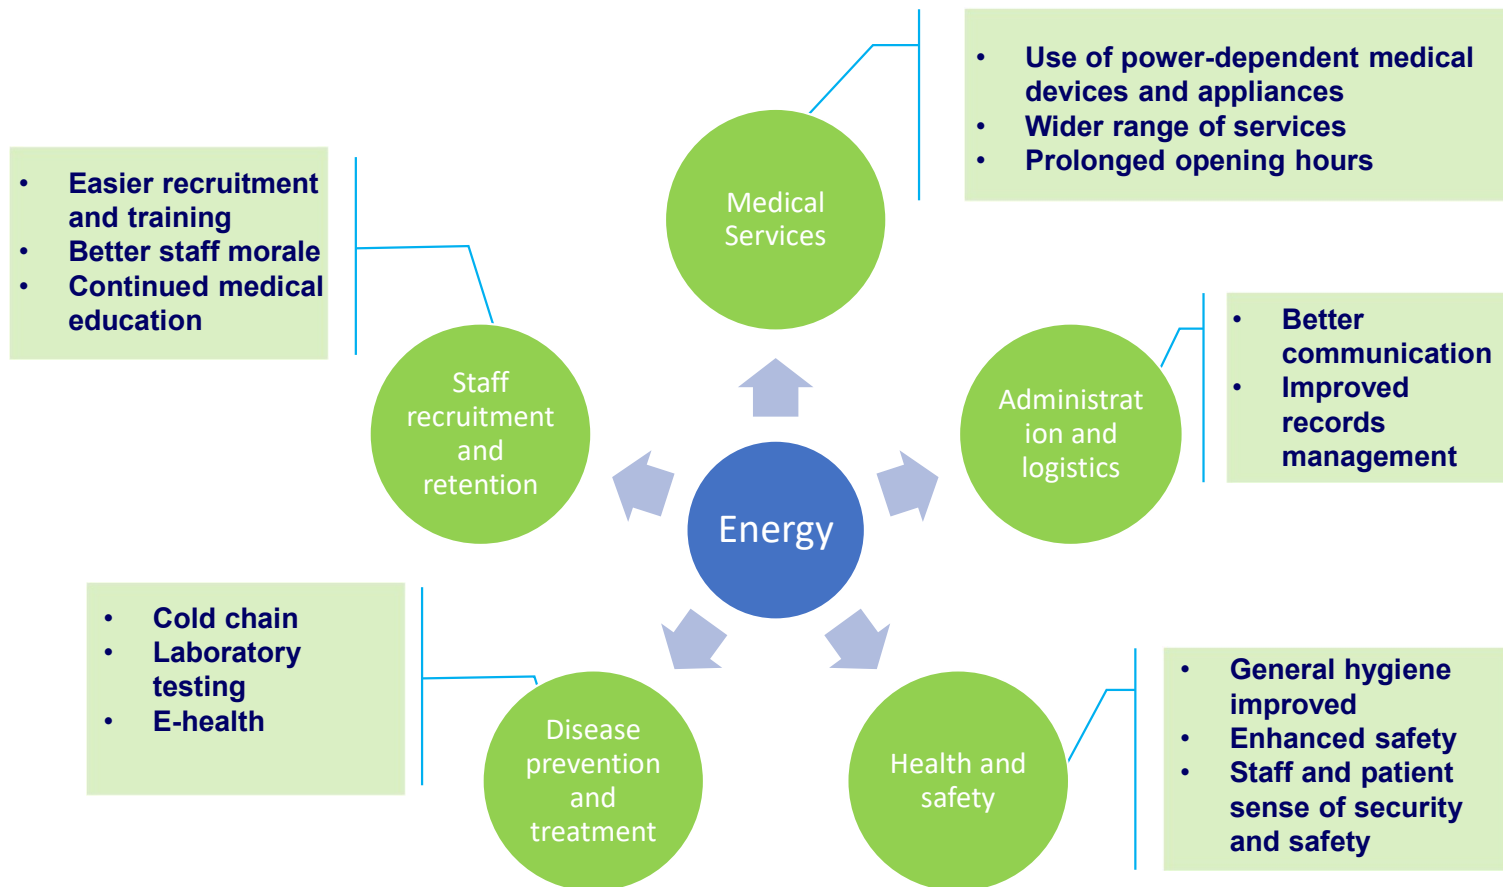 • Use of power-dependent medical
devices and appliances
• Wider range of services
• Prolonged opening hours
Medical
Services
• Easier recruitment
and training
• Better staff morale
• Continued medical
education
Staff
recruitment
and
retention
Administrat
ion and
logistics
• Better
communication
• Improved
records
management
Energy
• Cold chain
• Laboratory
testing
• E-health
Disease
prevention
and
treatment
Health and
safety
• General hygiene
improved
• Enhanced safety
• Staff and patient
sense of security
and safety